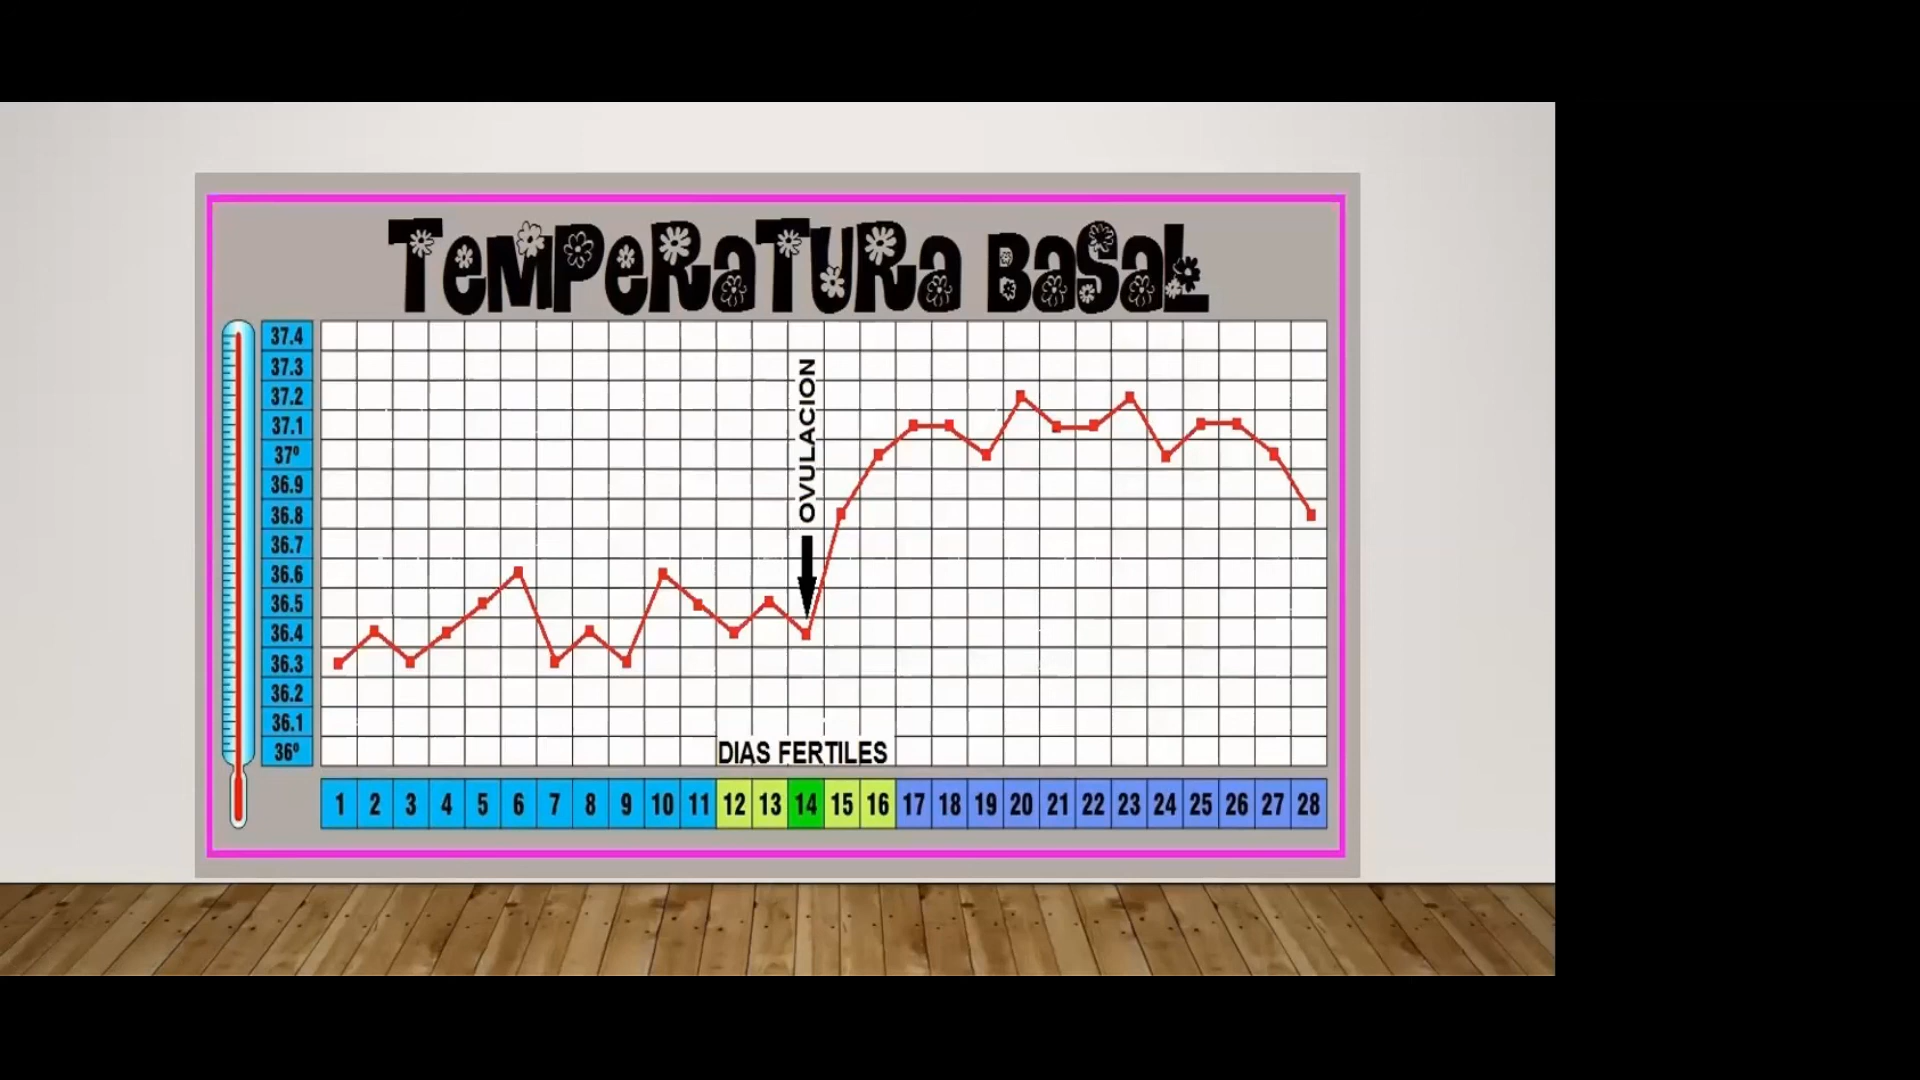 TEMPERATURA BASAL
37.4
37.3
37.2
37.1
37º
36.9
36.8
36.7
36.6
36.5
36.4
36.3
36.2
36.1
36º
OVULACION
DIAS FERTILES
1 2 3 4 5 6 7 8 9 10 11 12 13 14 15 16 17 18 19 20 21 22 23 24 25 26 27 28